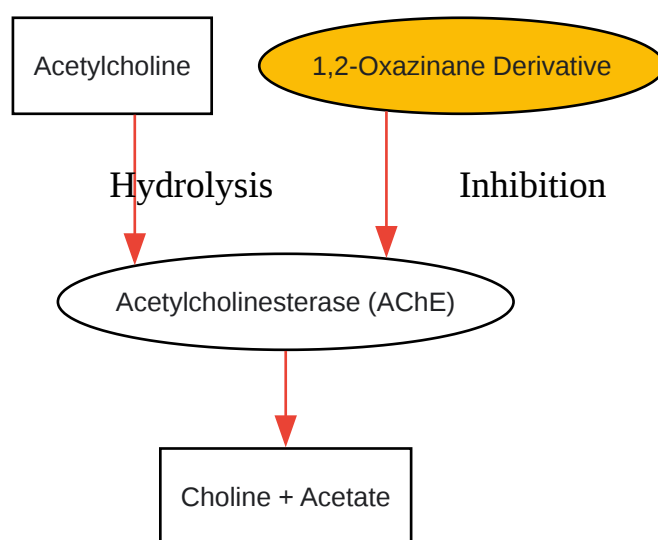 Acetylcholine
1,2-Oxazinane Derivative
Hydrolysis
Inhibition
Acetylcholinesterase (AChE)
Choline + Acetate